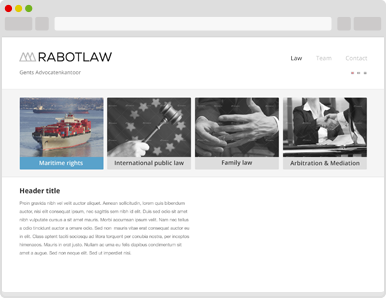 RABOTLAW
Gents Advocatenkantoor
Law Team Contact
Maritime rights
International public law
Family law
Arbitration & Mediation
Header title
Proin gravida nibh vel velit auctor aliquet. Aenean sollicitudin, lorem quis bibendum
auctor, nisi elit consequat ipsum, nec sagittis sem nibh id elit. Duis sed odio sit amet
nibh vulputate cursus a sit amet mauris. Morbi accumsan ipsum velit. Nam nec tellus
a odio tincidunt auctor a ornare odio. Sed non mauris vitae erat consequat auctor eu
in elit. Class aptent taciti sociosqu ad litora torquent per conubia nostra, per inceptos
himenaeos. Mauris in erat justo. Nullam ac urna eu felis dapibus condimentum sit
amet a augue. Sed non neque elit. Sed ut imperdiet nisi